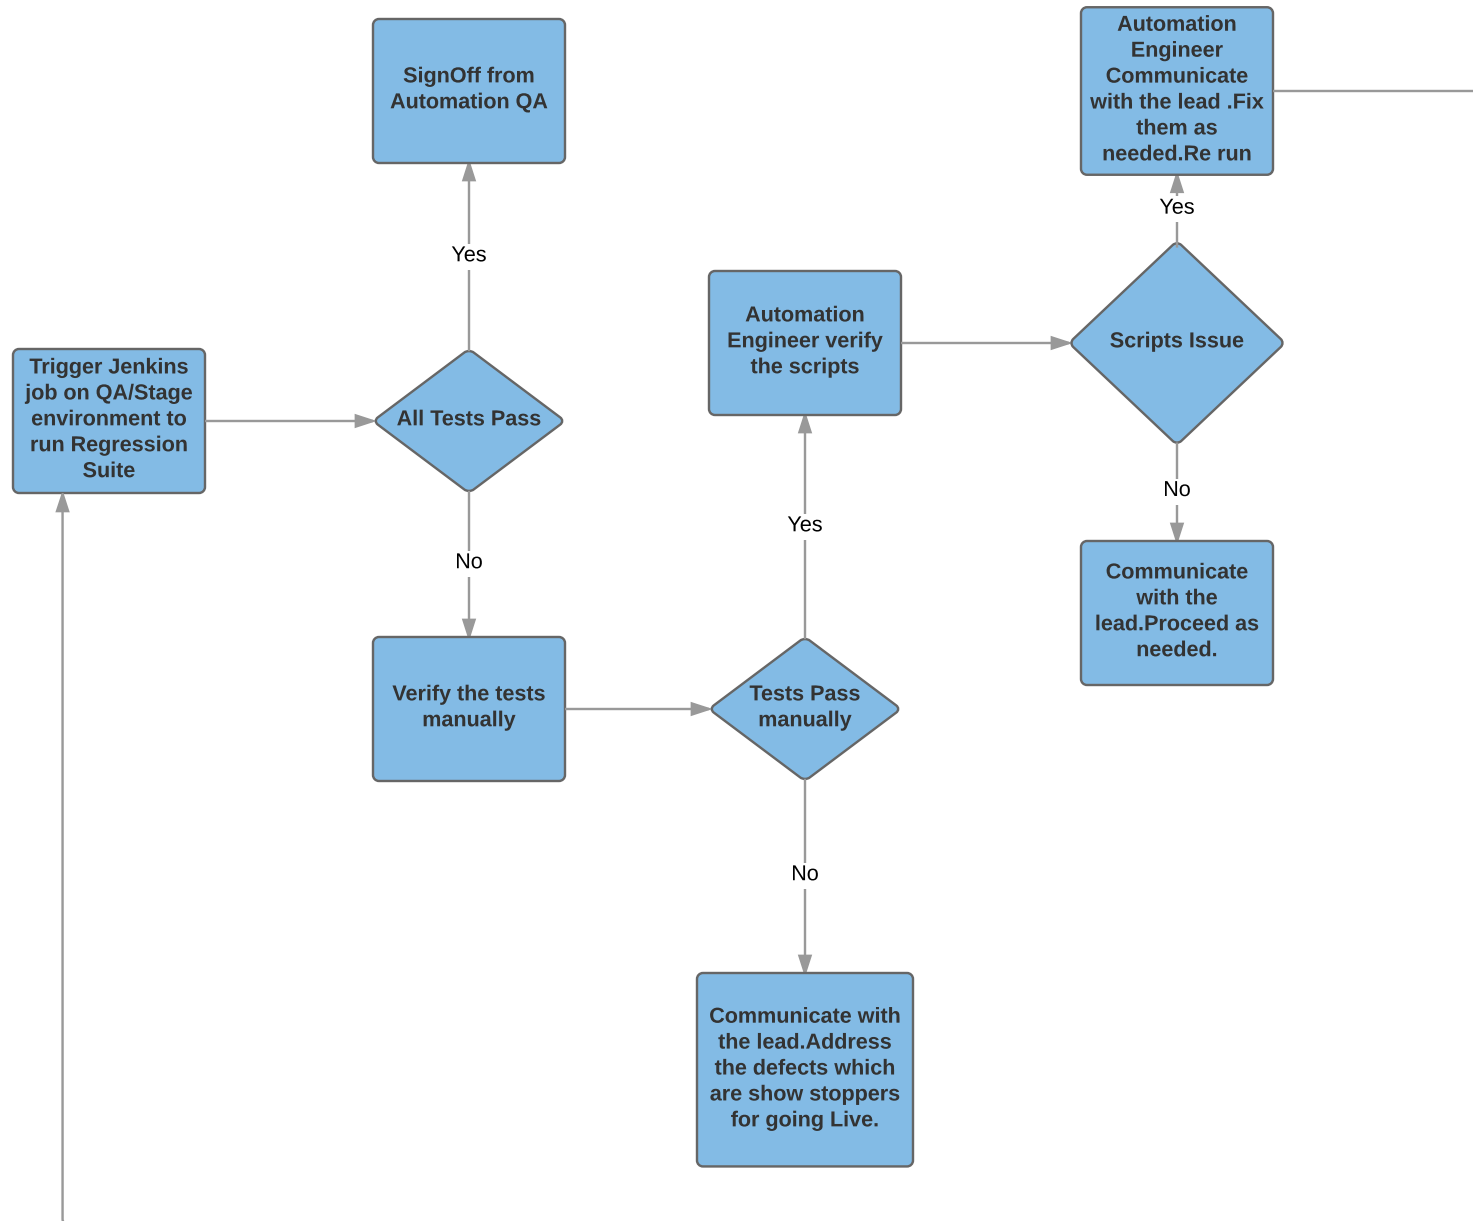 SignOff from
Automation QA
Automation
Engineer
Communicate
with the lead .Fix
them as
needed.Re run
Yes
Yes
Automation
Engineer verify
the scripts
Scripts Issue
Trigger Jenkins
job on QA/Stage
environment to
run Regression
Suite
All Tests Pass
No
Yes
No
Communicate
with the
lead.Proceed as
needed.
Verify the tests
manually
Tests Pass
manually
No
Communicate with
the lead.Address
the defects which
are show stoppers
for going Live.